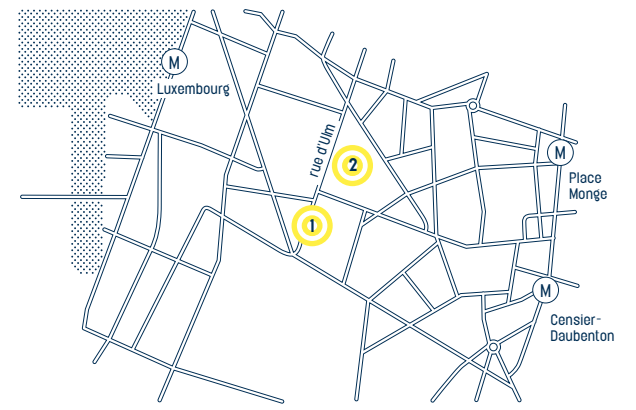 M
Luxembourg
rue d'Ulm
2
M
Place
Monge
1
M
Censier-
Daubenton